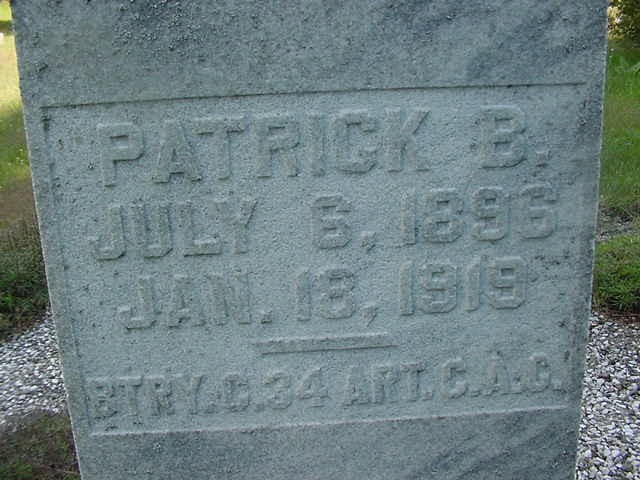 PATRICK B.
JULY 6, 1896
JAN. 18, 1919
BTRY. C. 34 ART. C.A.C.